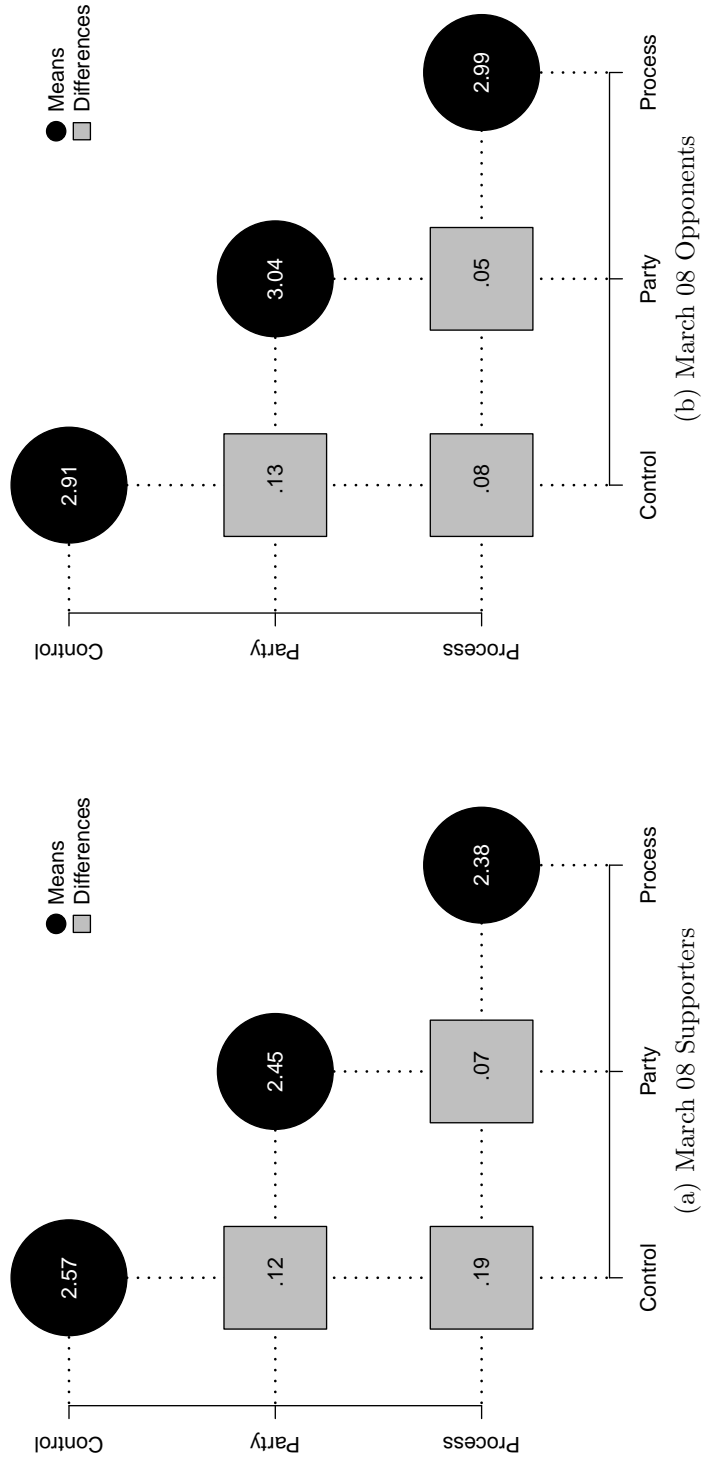 Means
Differences
Control
Party
Process
2.57
.12
2.45
.19
.07
2.38
Control
Party
Process
(a) March 08 Supporters
Means
Differences
Control
Party
Process
2.91
.13
3.04
.08
.05
2.99
Control
Party
Process
(b) March 08 Opponents